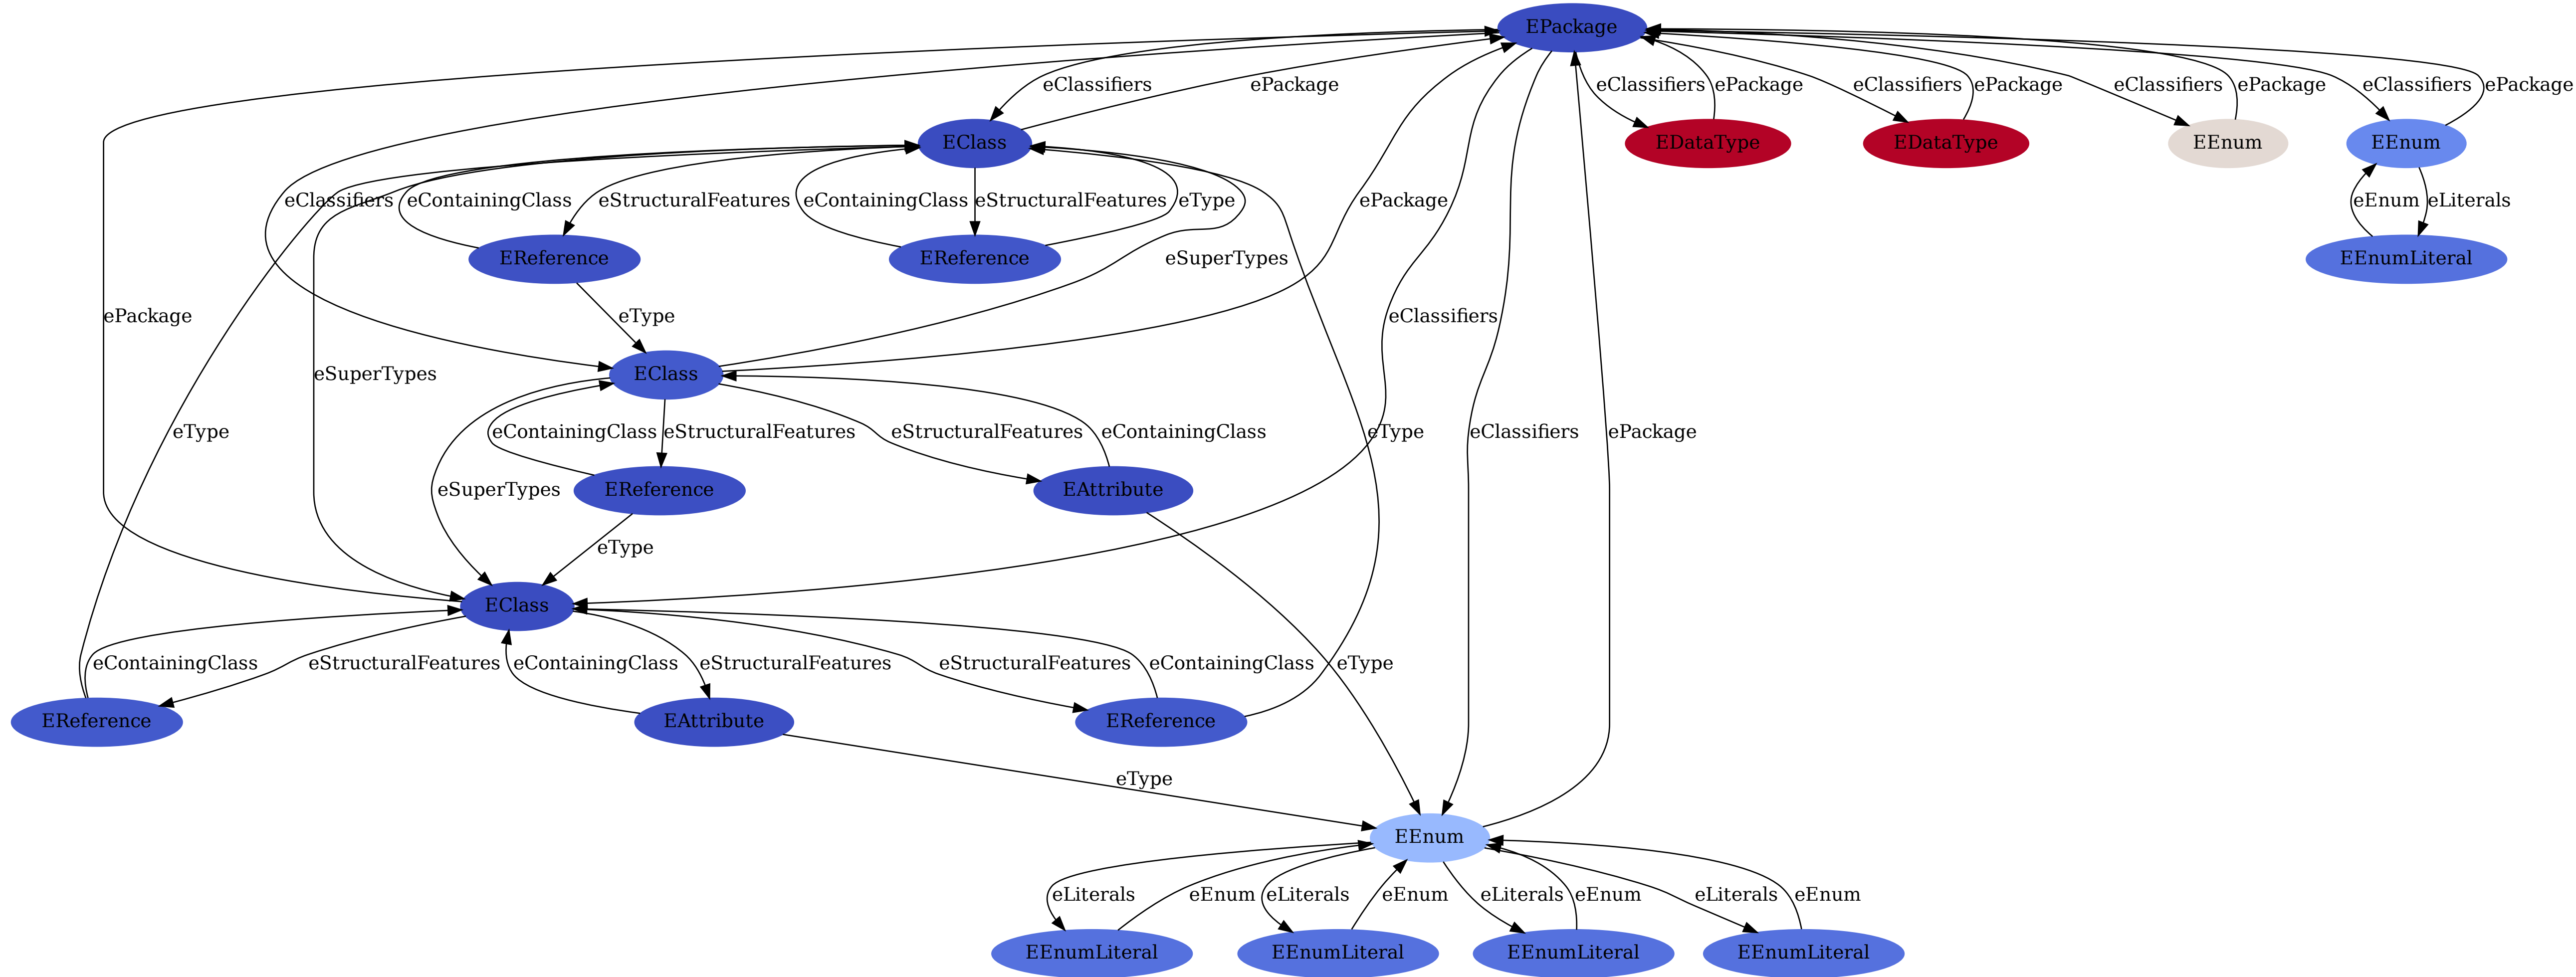 EPackage
eClassifiers
ePackage
eClassifiers
ePackage
eClassifiers
ePackage
eClassifiers
ePackage
eClassifiers
ePackage
EClass
EDataType
EDataType
EEnum
EEnum
eClassifiers
eContainingClass
eStructuralFeatures
eContainingClass
eStructuralFeatures
eType
ePackage
eEnum
eLiterals
EReference
EReference
eSuperTypes
EEnumLiteral
ePackage
eType
eClassifiers
eSuperTypes
EClass
eType
eContainingClass
eStructuralFeatures
eStructuralFeatures
eContainingClass
eType
eClassifiers
ePackage
eSuperTypes
EReference
EAttribute
eType
EClass
eContainingClass
eStructuralFeatures
eContainingClass
eStructuralFeatures
eStructuralFeatures
eContainingClass
eType
EReference
EAttribute
EReference
eType
EEnum
eLiterals
eEnum
eLiterals
eEnum
eLiterals
eEnum
eLiterals
eEnum
EEnumLiteral
EEnumLiteral
EEnumLiteral
EEnumLiteral